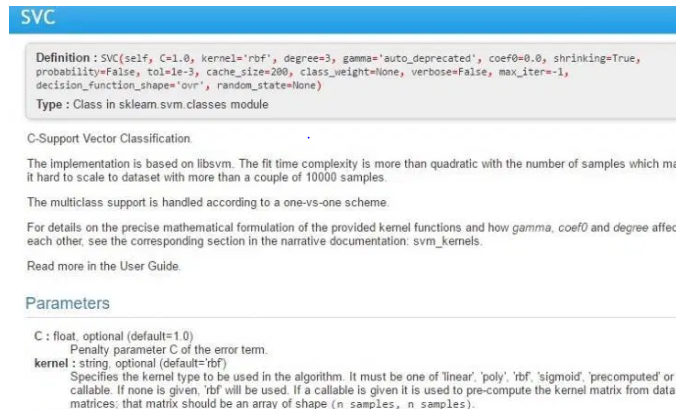 SVC
Definition : SVC(self, C=1.0, kernel='rbf', degree=3, gamma='auto_deprecated', coef0=0.0, shrinking=True,
probability=False, tol=1e-3, cache_size=200, class_weight=None, verbose=False, max_iter=-1,
decision_function_shape='ovr', random_state=None)
Type : Class in sklearn.svm.classes module
C-Support Vector Classification.
The implementation is based on libsvm. The fit time complexity is more than quadratic with the number of samples which ma
it hard to scale to dataset with more than a couple of 10000 samples.
The multiclass support is handled according to a one-vs-one scheme.
For details on the precise mathematical formulation of the provided kernel functions and how gamma, coef0 and degree affec
each other, see the corresponding section in the narrative documentation: svm_kernels.
Read more in the User Guide.
Parameters
C : float, optional (default=1.0)
Penalty parameter C of the error term.
kernel : string, optional (default='rbf')
Specifies the kernel type to be used in the algorithm. It must be one of 'linear', 'poly', 'rbf', 'sigmoid', 'precomputed' or
callable. If none is given, 'rbf' will be used. If a callable is given it is used to pre-compute the kernel matrix from data
matrices; that matrix should be an array of shape (n_samples, n_samples).